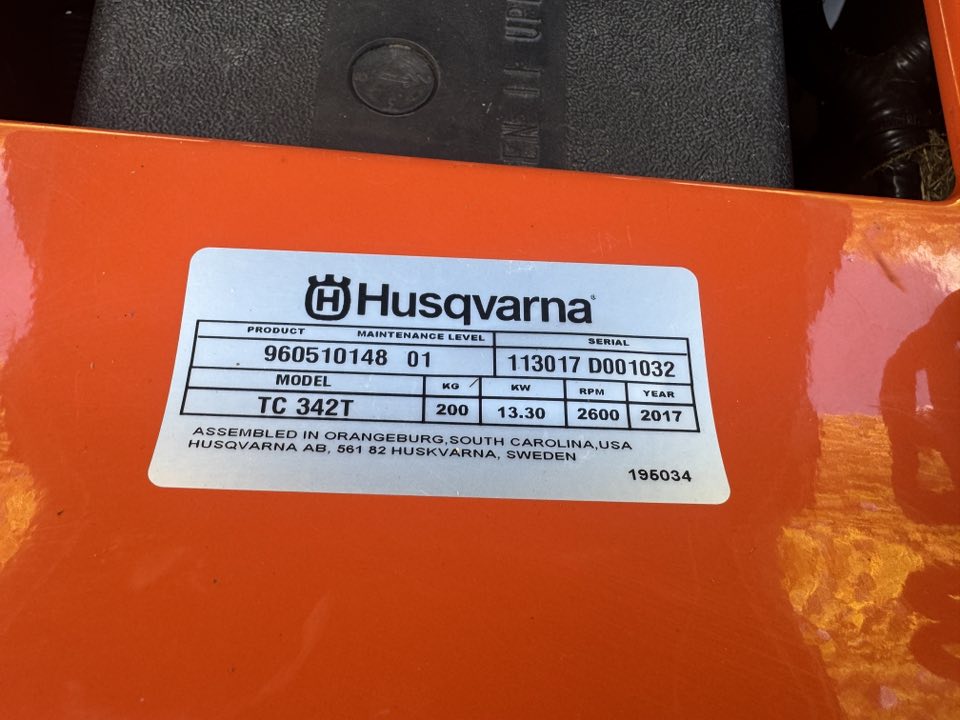 Husqvarna
PRODUCT MAINTENANCE LEVEL SERIAL
960510148 01 113017 D001032
MODEL KG KW RPM YEAR
TC 342T 200 13.30 2600 2017
ASSEMBLED IN ORANGEBURG,SOUTH CAROLINA,USA
HUSQVARNA AB, 561 82 HUSKVARNA, SWEDEN
195034